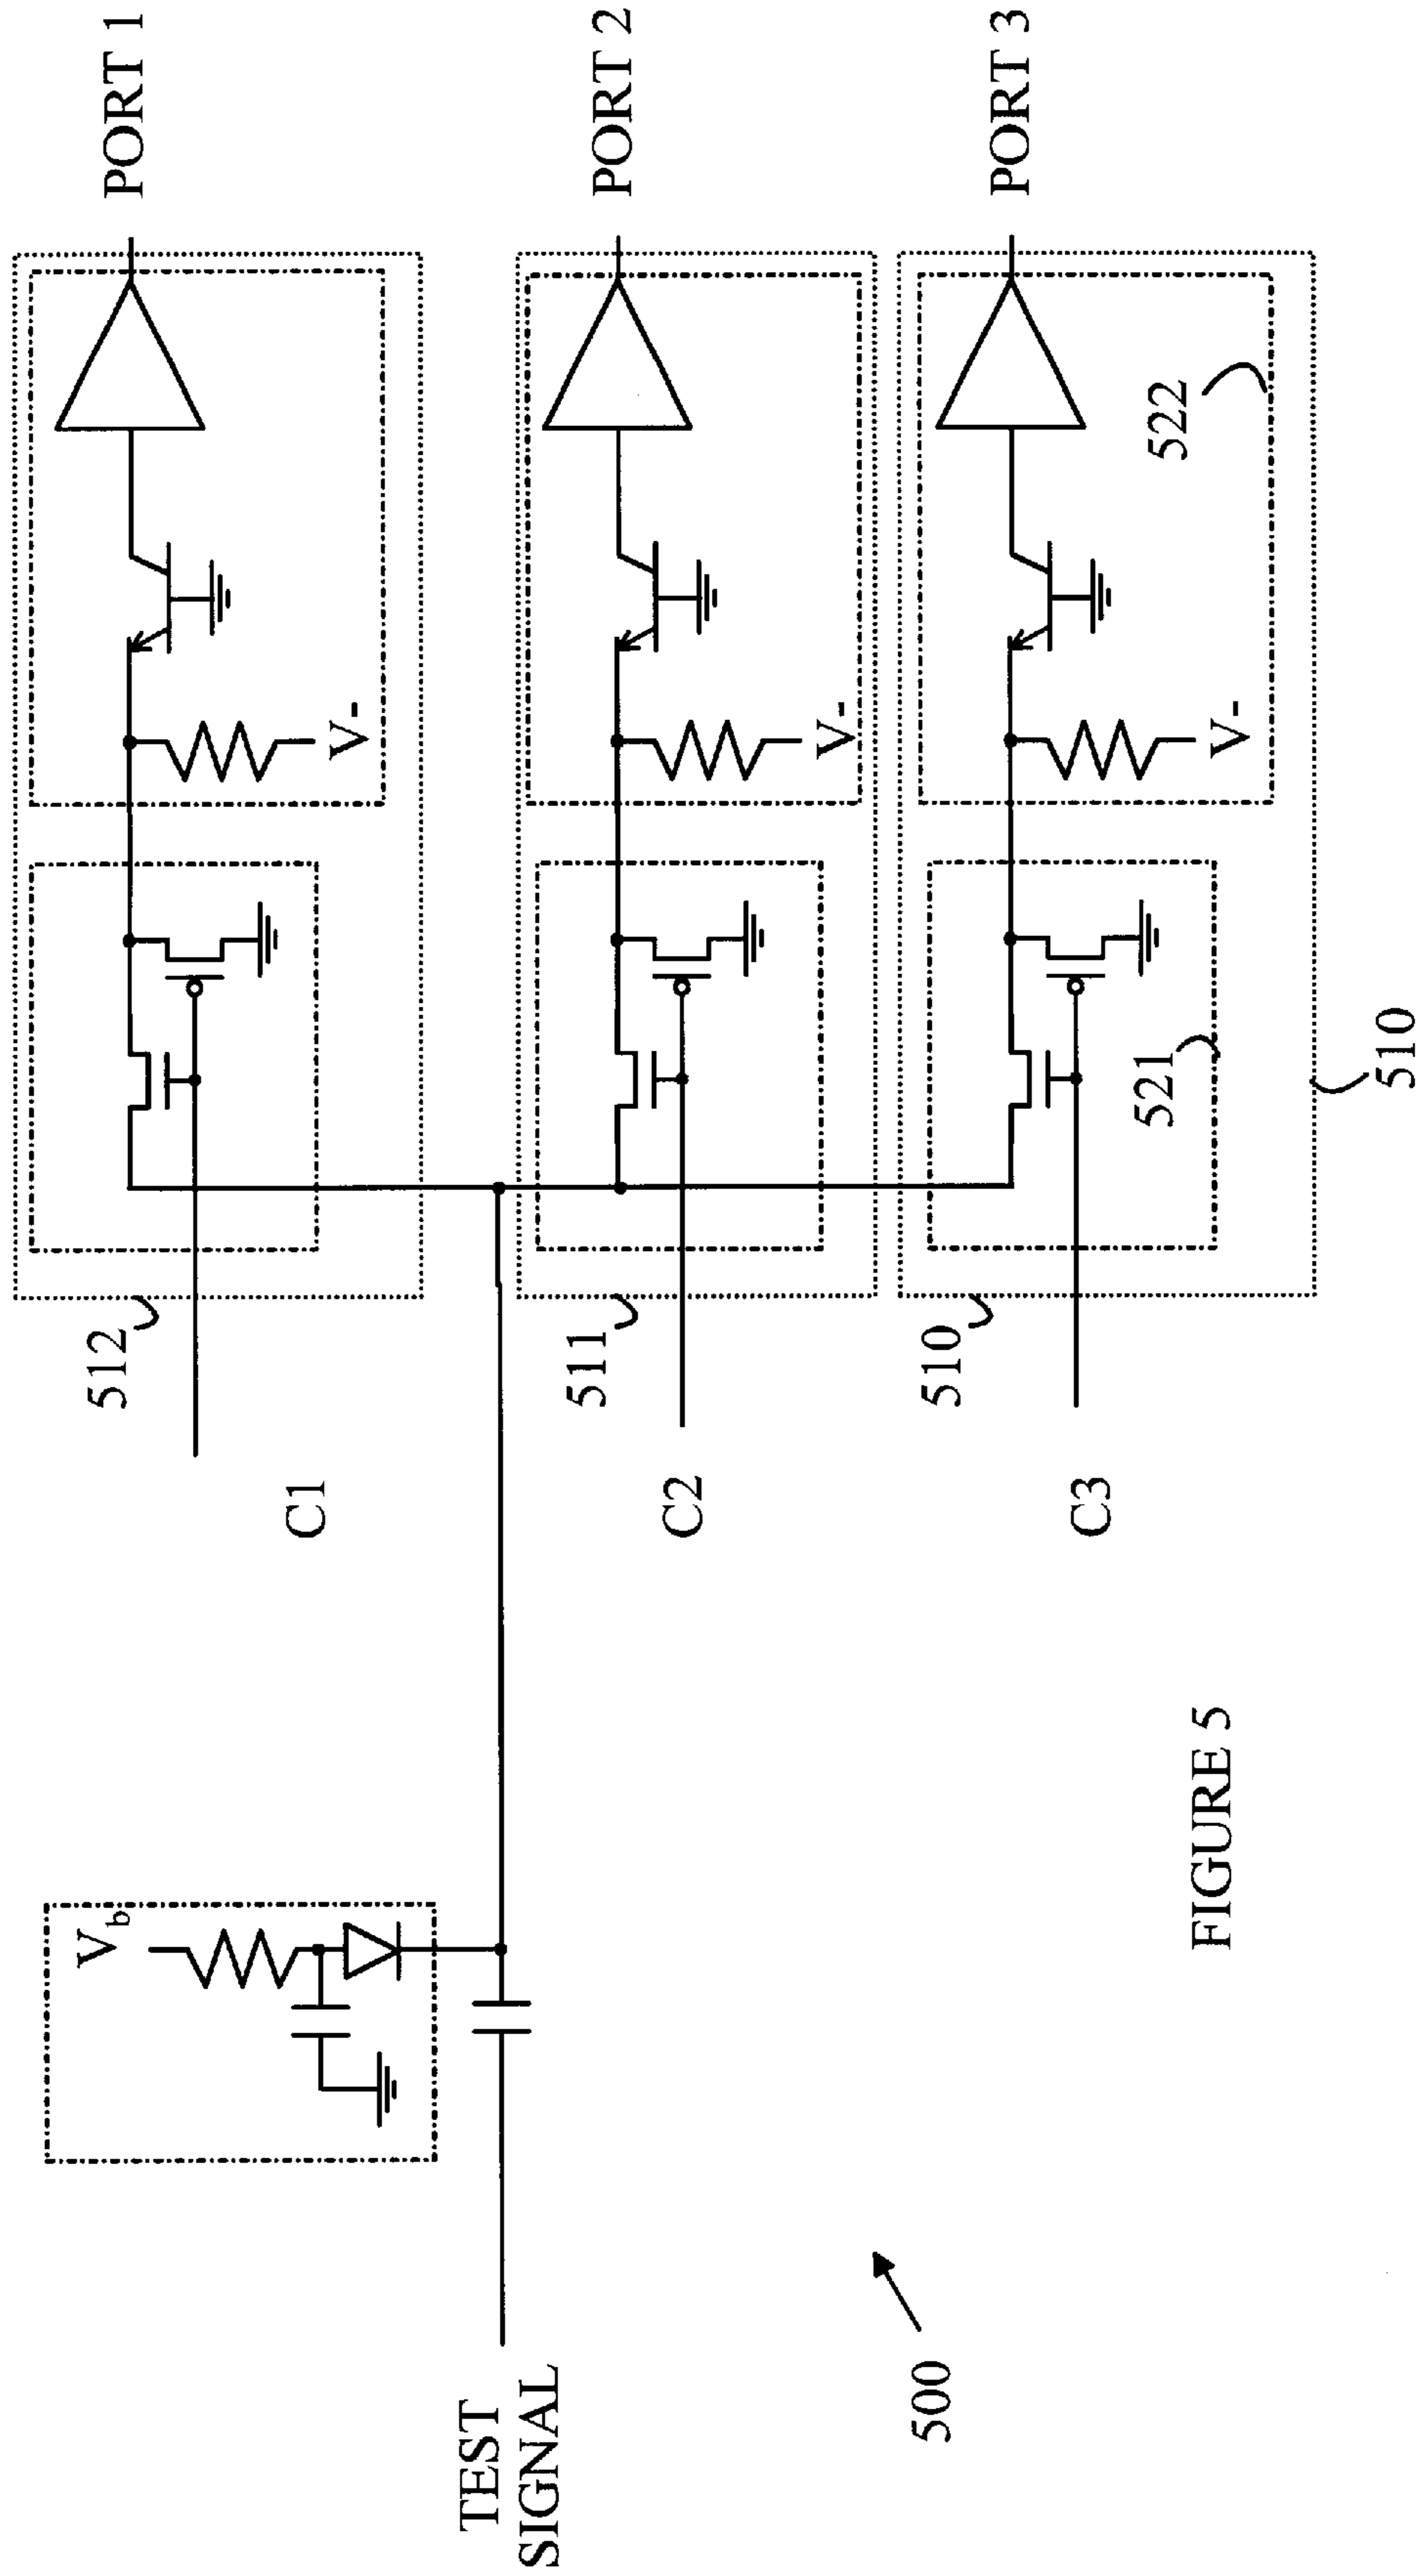 PORT 1
PORT 2
PORT 3
V-
V-
V-
522
521
510
512
511
510
C1
C2
C3
Vb
TEST
SIGNAL
500
FIGURE 5